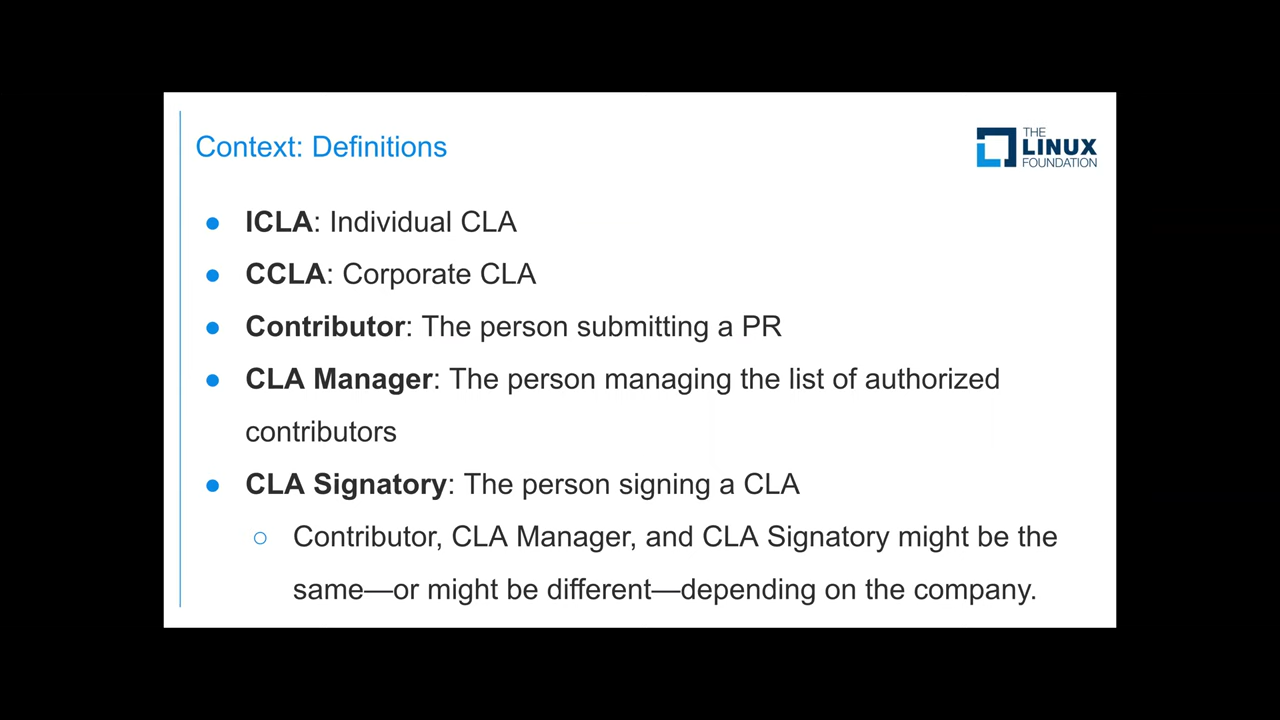 Context: Definitions
THE
LINUX
FOUNDATION
● ICLA: Individual CLA
● CCLA: Corporate CLA
● Contributor: The person submitting a PR
● CLA Manager: The person managing the list of authorized
contributors
● CLA Signatory: The person signing a CLA
○ Contributor, CLA Manager, and CLA Signatory might be the
same—or might be different—depending on the company.